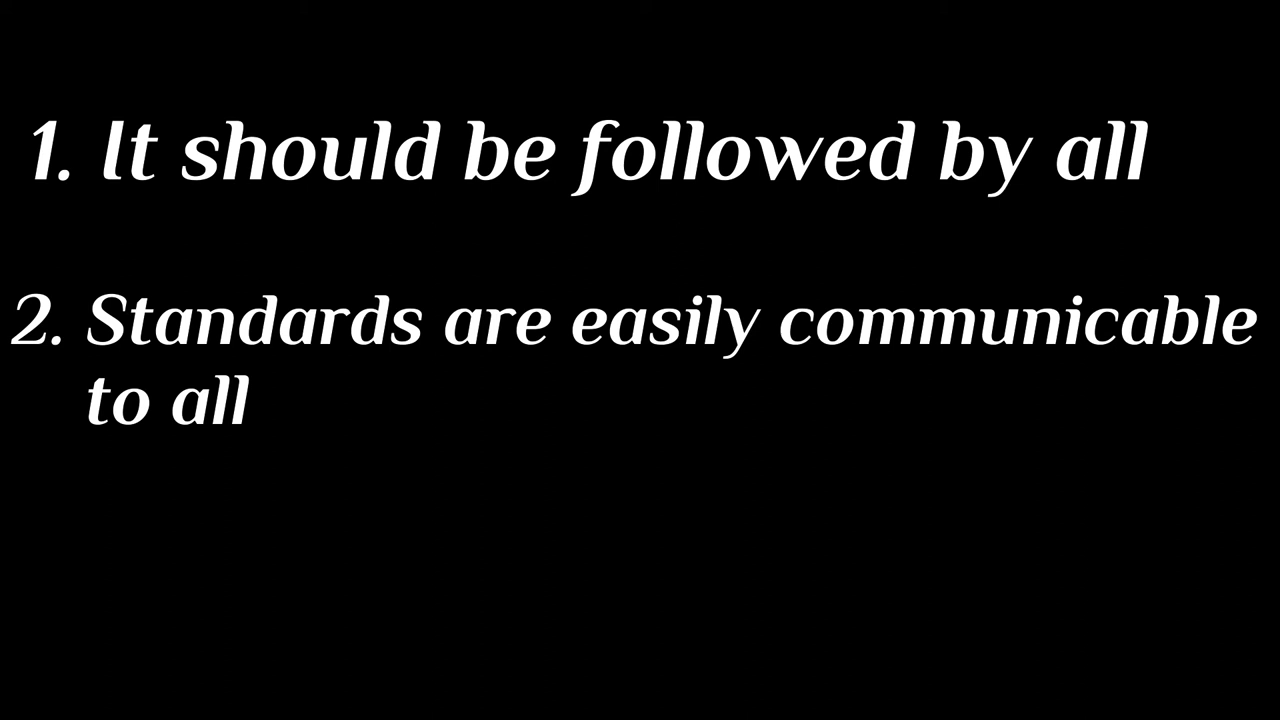 1. It should be followed by all
2. Standards are easily communicable
to all